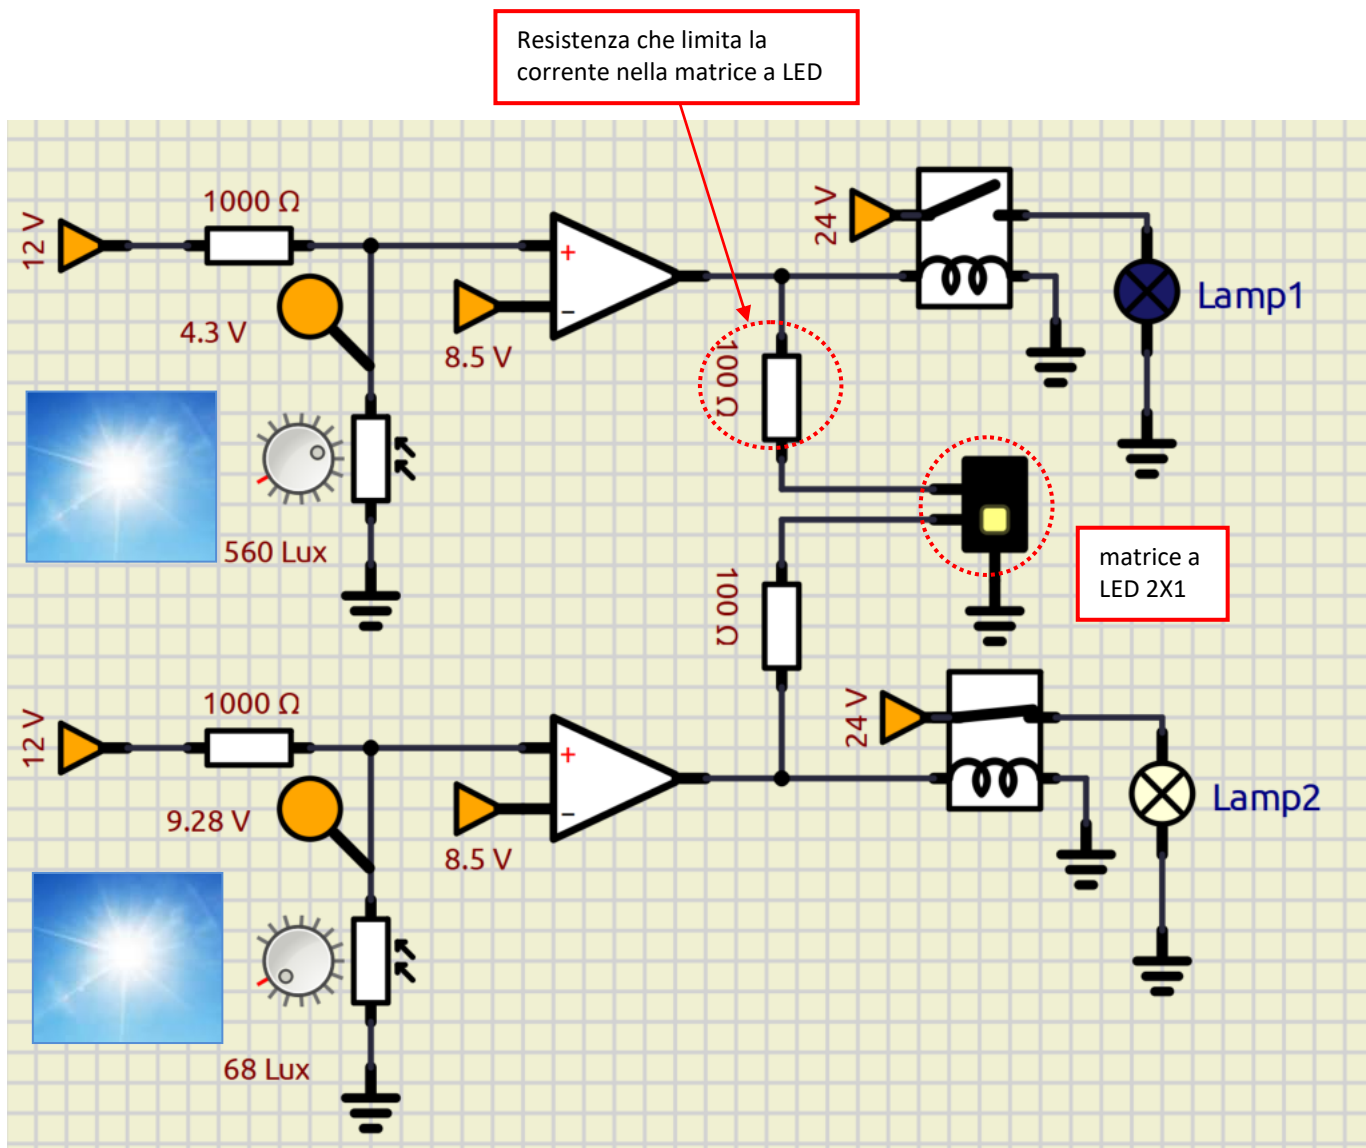 Resistenza che limita la
corrente nella matrice a LED
12 V
1000 Ω
4.3 V
+
−
8.5 V
24 V
Lamp1
100 Ω
560 Lux
matrice a
LED 2X1
100 Ω
12 V
1000 Ω
9.28 V
+
−
8.5 V
24 V
Lamp2
68 Lux